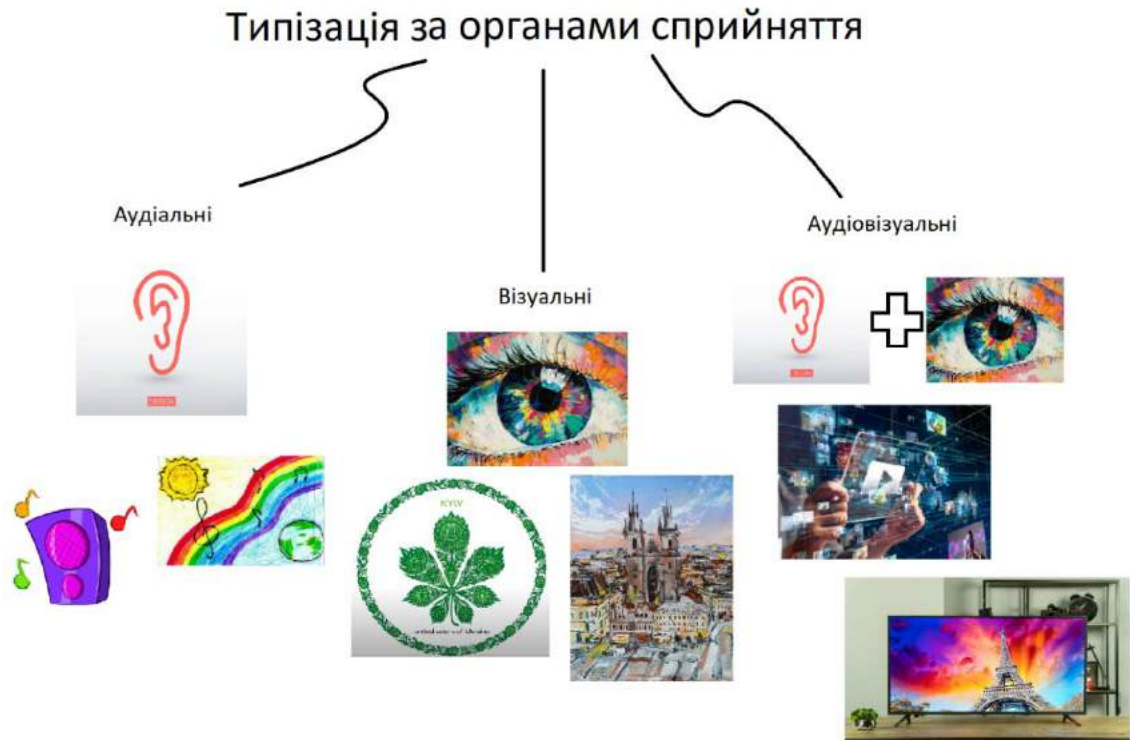 Типізація за органами сприйняття
Аудіальні
Візуальні
Аудіовізуальні
KYIV